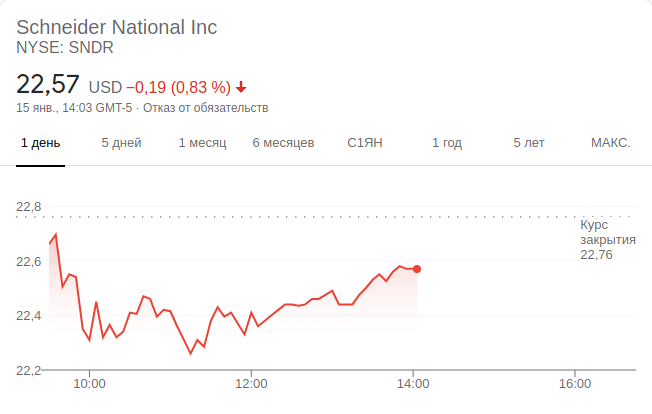 Schneider National Inc
NYSE: SNDR
22,57 USD −0,19 (0,83 %)
15 янв., 14:03 GMT-5 · Отказ от обязательств
1 день 5 дней 1 месяц 6 месяцев С1ЯН 1 год 5 лет МАКС.
22,8
Курс
закрытия
22,76
22,6
22,4
22,2
10:00 12:00 14:00 16:00